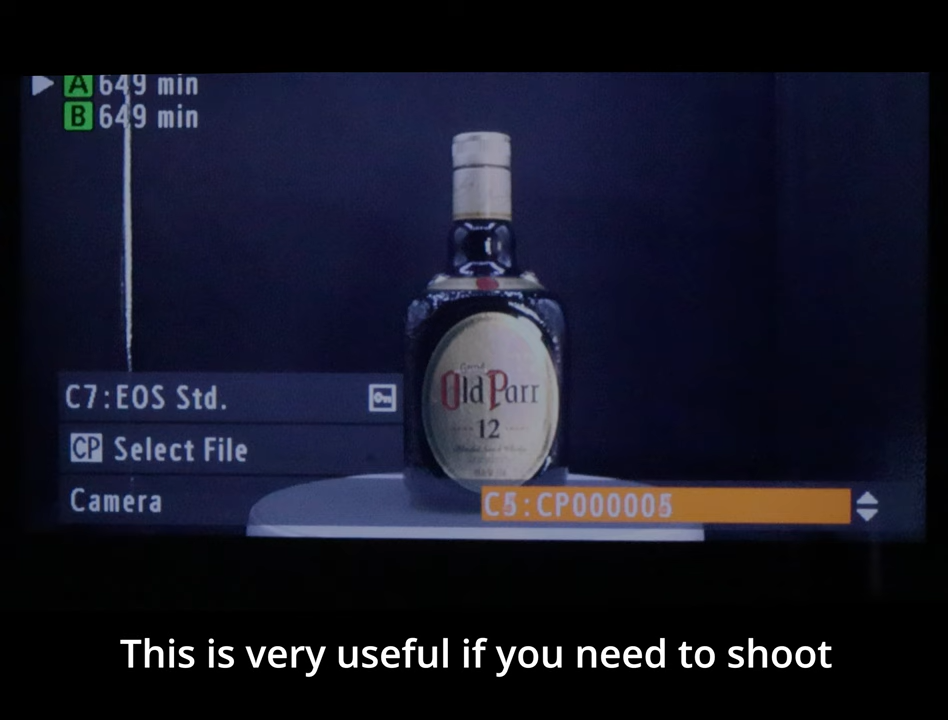 A 649 min
B 649 min
Old Parr
12
C7:EOS Std.
CP Select File
Camera
C5:CP000005
This is very useful if you need to shoot